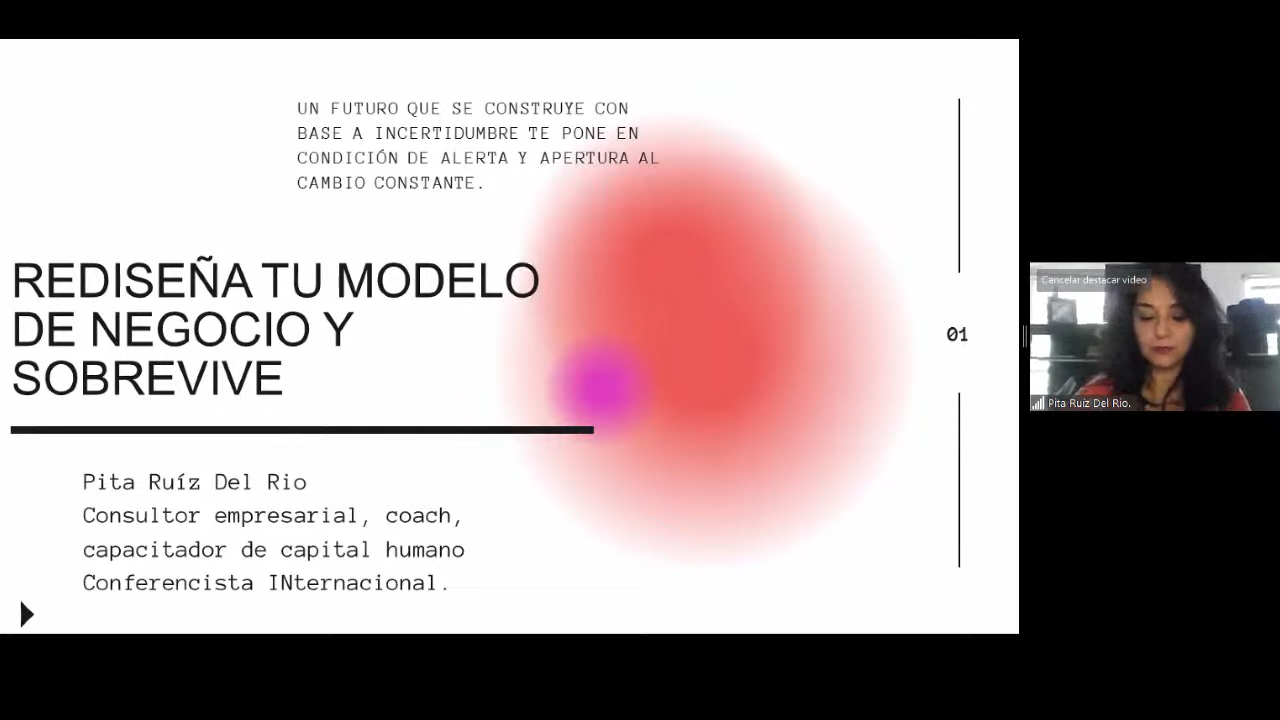 UN FUTURO QUE SE CONSTRUYE CON
BASE A INCERTIDUMBRE TE PONE EN
CONDICIÓN DE ALERTA Y APERTURA AL
CAMBIO CONSTANTE.
REDISEÑA TU MODELO
DE NEGOCIO Y
SOBREVIVE
01
Pita Ruíz Del Rio
Consultor empresarial, coach,
capacitador de capital humano
Conferencista INternacional.
Cancelar destacar video
Pita Ruíz Del Rio.